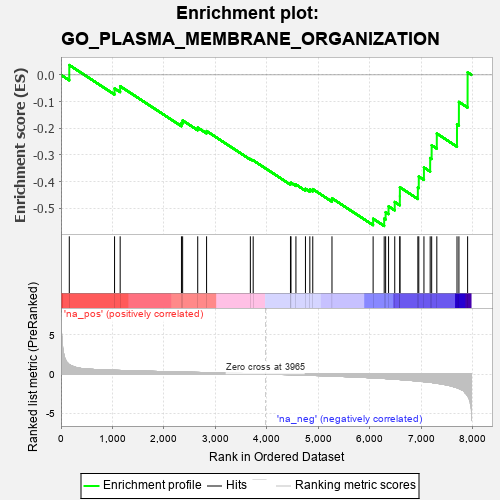 Enrichment plot:
GO_PLASMA_MEMBRANE_ORGANIZATION
Enrichment score (ES)
0.1
0.0
-0.1
-0.2
-0.3
-0.4
-0.5
Ranked list metric (PreRanked)
'na_pos' (positively correlated)
5
0
-5
Zero cross at 3965
'na_neg' (negatively correlated)
0 1,000 2,000 3,000 4,000 5,000 6,000 7,000 8,000
Rank in Ordered Dataset
Enrichment profile Hits Ranking metric scores